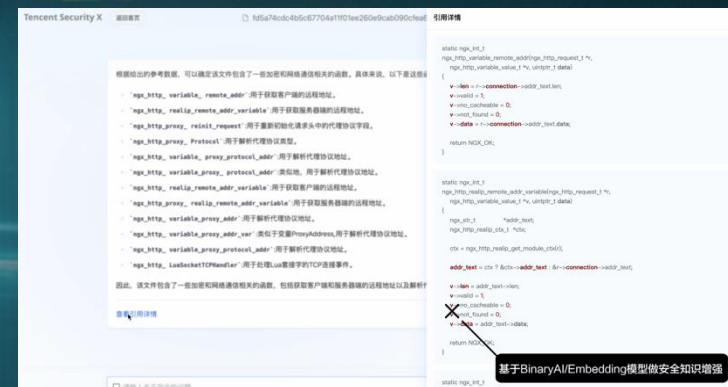 Tencent Security X
返回首页
fd5a74cdc4b5c67704a11f01ee260e9cab090cfea6
引用详情
根据给出的参考数据，可以确定该文件包含了一些加密和网络通信相关的函数。具体来说，以下是这些
· `ngx_http_ variable_ remote_addr`:用于获取客户端的远程地址。
· `ngx_http_ realip_remote_addr_variable`:用于获取服务器端的远程地址。
· `ngx_http_proxy_ reinit_request`:用于重新初始化请求头中的代理协议字段。
· `ngx_http_proxy_ Protocol`:用于解析代理协议类型。
· `ngx_http_ variable_ proxy_protocol_addr`:用于解析代理协议地址。
· `ngx_http_ variable_proxy_ protocol_addr`:类似地，用于解析代理协议地址。
· `ngx_http_ realip_remote_addr_variable`:用于获取客户端的远程地址。
· `ngx_http_proxy_ realip_remote_addr_variable`:用于获取服务器端的远程地址。
· `ngx_http_ variable_proxy_addr`:用于解析代理协议地址。
· `ngx_http_ variable_proxy_addr_var`:类似于变量ProxyAddress,用于解析代理协议地址。
· `ngx_http_ variable_proxy_protocol_addr`:用于解析代理协议地址。
· `ngx_http_ LuaSocketTCPHandler`:用于处理Lua套接字的TCP连接事件。
因此，该文件包含了一些加密和网络通信相关的函数，包括获取客户端和服务器端的远程地址以及解析
查看引用详情
static ngx_int_t
ngx_http_variable_remote_addr(ngx_http_request_t *r,
ngx_http_variable_value_t *v, uintptr_t data)
{
v->len = r->connection->addr_text.len;
v->valid = 1;
v->no_cacheable = 0;
v->not_found = 0;
v->data = r->connection->addr_text.data;
return NGX_OK;
}
static ngx_int_t
ngx_http_realip_remote_addr_variable(ngx_http_request_t *r,
ngx_http_variable_value_t *v, uintptr_t data)
{
ngx_str_t *addr_text;
ngx_http_realip_ctx_t *ctx;
ctx = ngx_http_realip_get_module_ctx(r);
addr_text = ctx ? &ctx->addr_text : &r->connection->addr_text;
v->len = addr_text->len;
v->valid = 1;
v->no_cacheable = 0;
v->not_found = 0;
v->data = addr_text->data;
return NGX_OK;
}
基于BinaryAI/Embedding模型做安全知识增强
static ngx_int_t